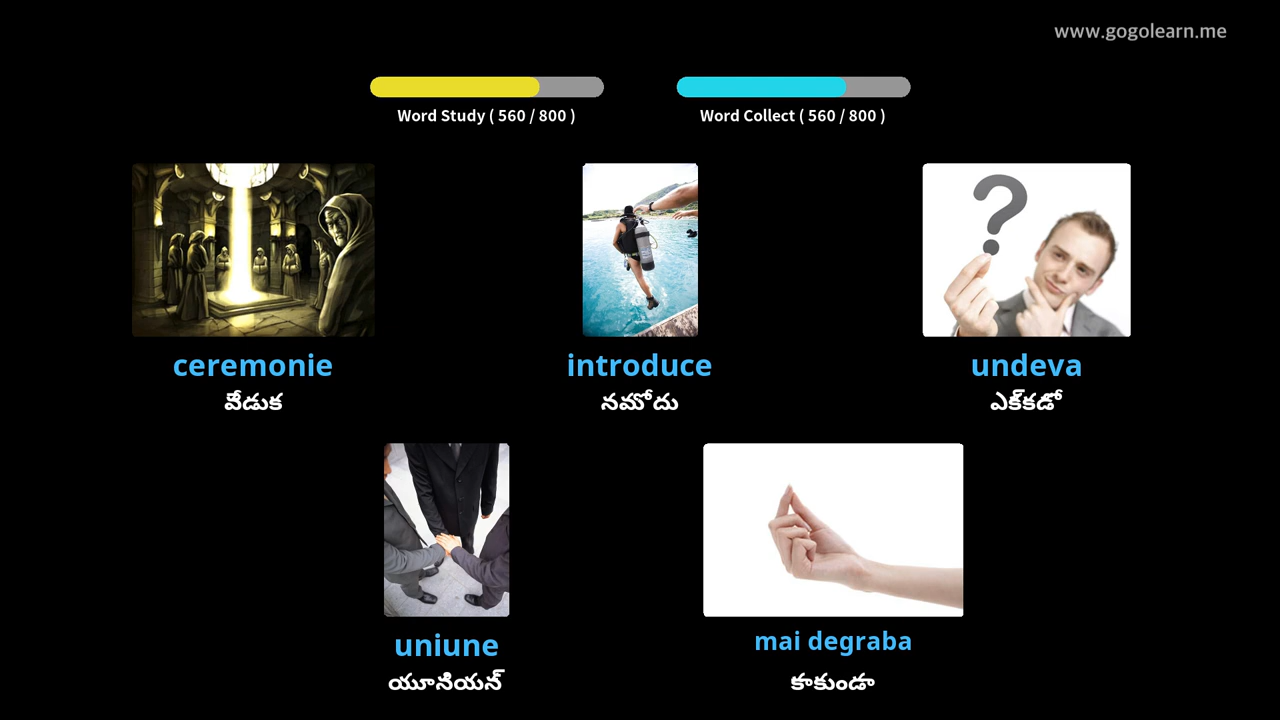 www.gogolearn.me
Word Study ( 560 / 800 )
Word Collect ( 560 / 800 )
ceremonie
వేడుక
introduce
నమోదు
undeva
ఎక్కడో
uniune
యూనియన్
mai degraba
కాకుండా